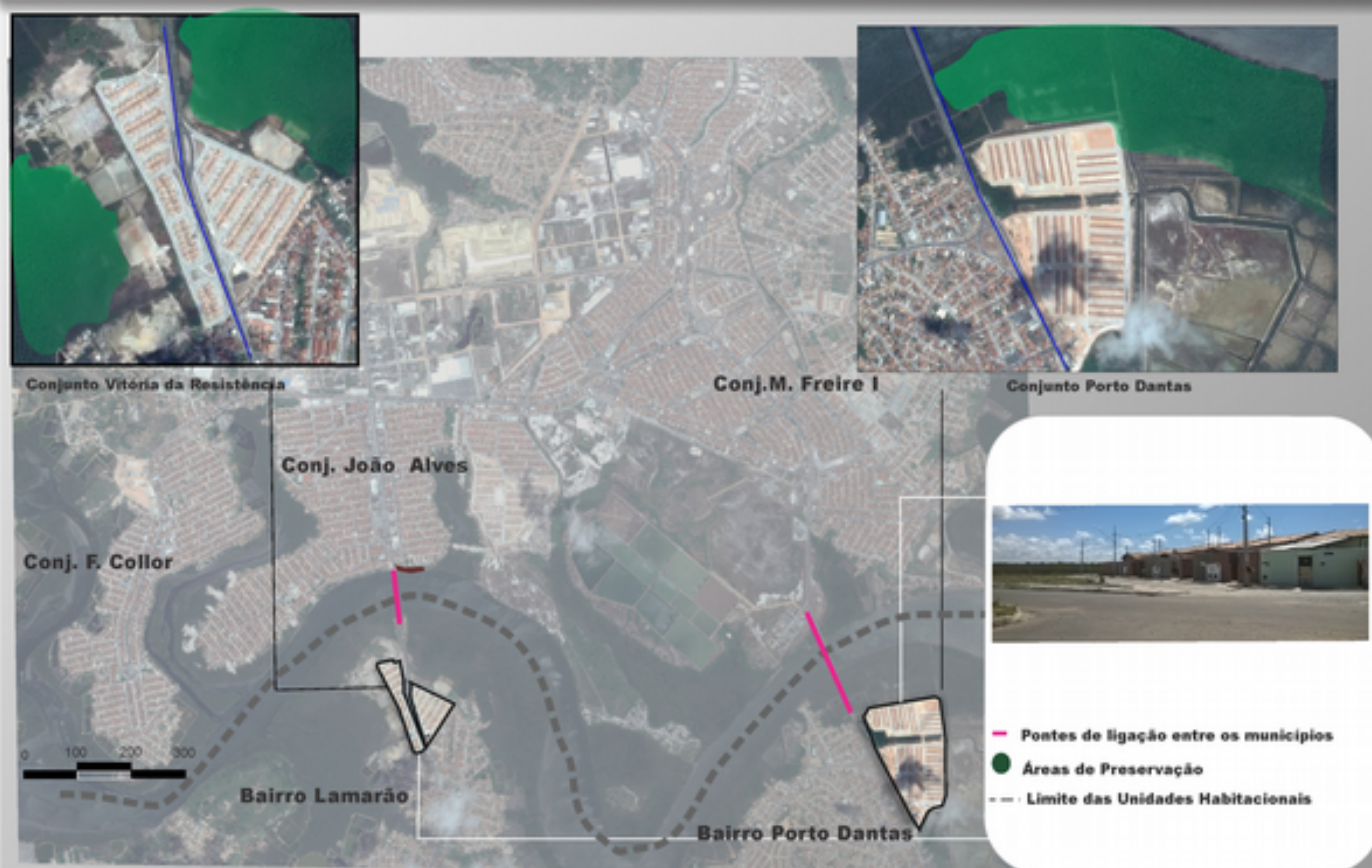 Conjunto Vitória da Resistência
Conj.M. Freire I
Conjunto Porto Dantas
Conj. João Alves
Conj. F. Collor
0 100 200 300
Bairro Lamarão
Bairro Porto Dantas
Pontes de ligação entre os municípios
Áreas de Preservação
Limite das Unidades Habitacionais